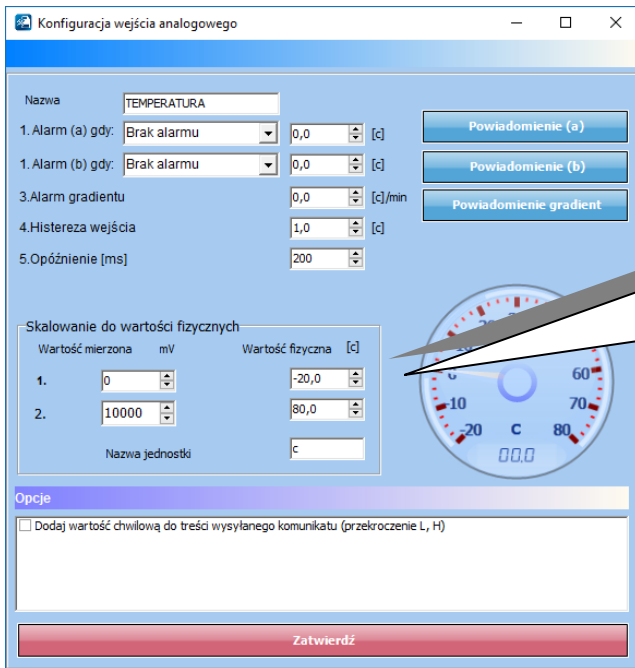 Konfiguracja wejścia analogowego
Nazwa TEMPERATURA
1. Alarm (a) gdy: Brak alarmu 0,0 [c] Powiadomienie (a)
1. Alarm (b) gdy: Brak alarmu 0,0 [c] Powiadomienie (b)
3.Alarm gradientu 0,0 [c]/min Powiadomienie gradient
4.Histereza wejścia 1,0 [c]
5.Opóźnienie [ms] 200
Skalowanie do wartości fizycznych
Wartość mierzona mV Wartość fizyczna [c]
1. 0 -20,0
2. 10000 80,0
Nazwa jednostki c
60
-10 70
-20 C 80
00.0
Opcje
Dodaj wartość chwilową do treści wysyłanego komunikatu (przekroczenie L, H)
Zatwierdź